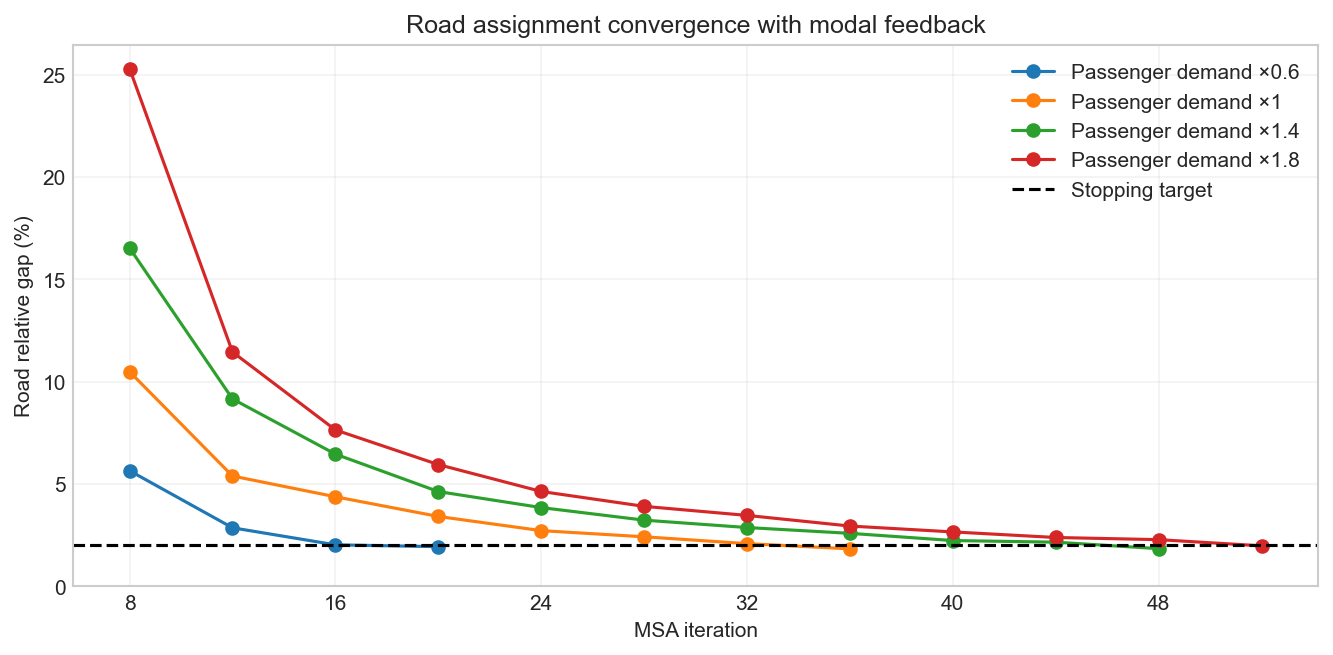 Road assignment convergence with modal feedback
Road relative gap (%)
25
20
15
10
5
0
8
16
24
32
40
48
MSA iteration
Passenger demand ×0.6
Passenger demand ×1
Passenger demand ×1.4
Passenger demand ×1.8
Stopping target